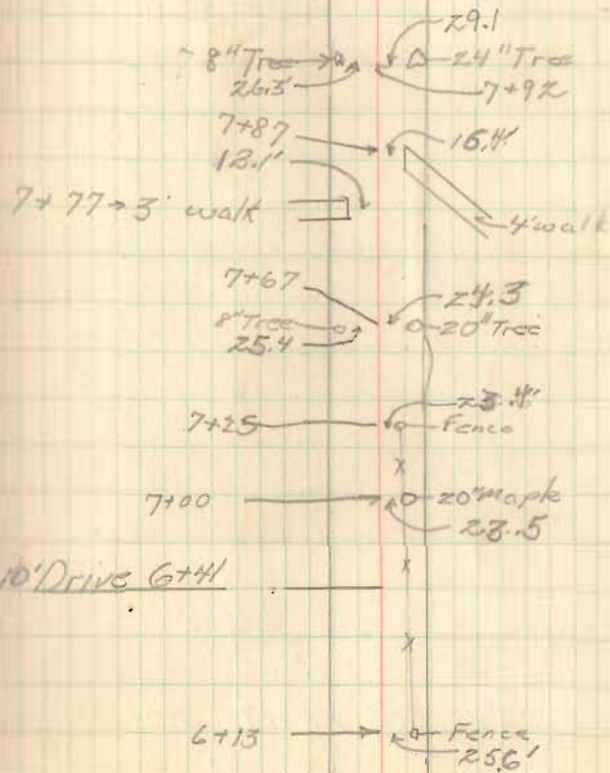 29.1
8" Tree 24" Tree
26.3' 7+92
7+87 16.4'
12.1'
7+77 3' walk
4' walk
7+67 24.3
8" Tree 20" Tree
25.4
23.4'
7+25 Fence
7+00 20" Maple
23.5
10' Drive 6+41
6+13 Fence
25.6'